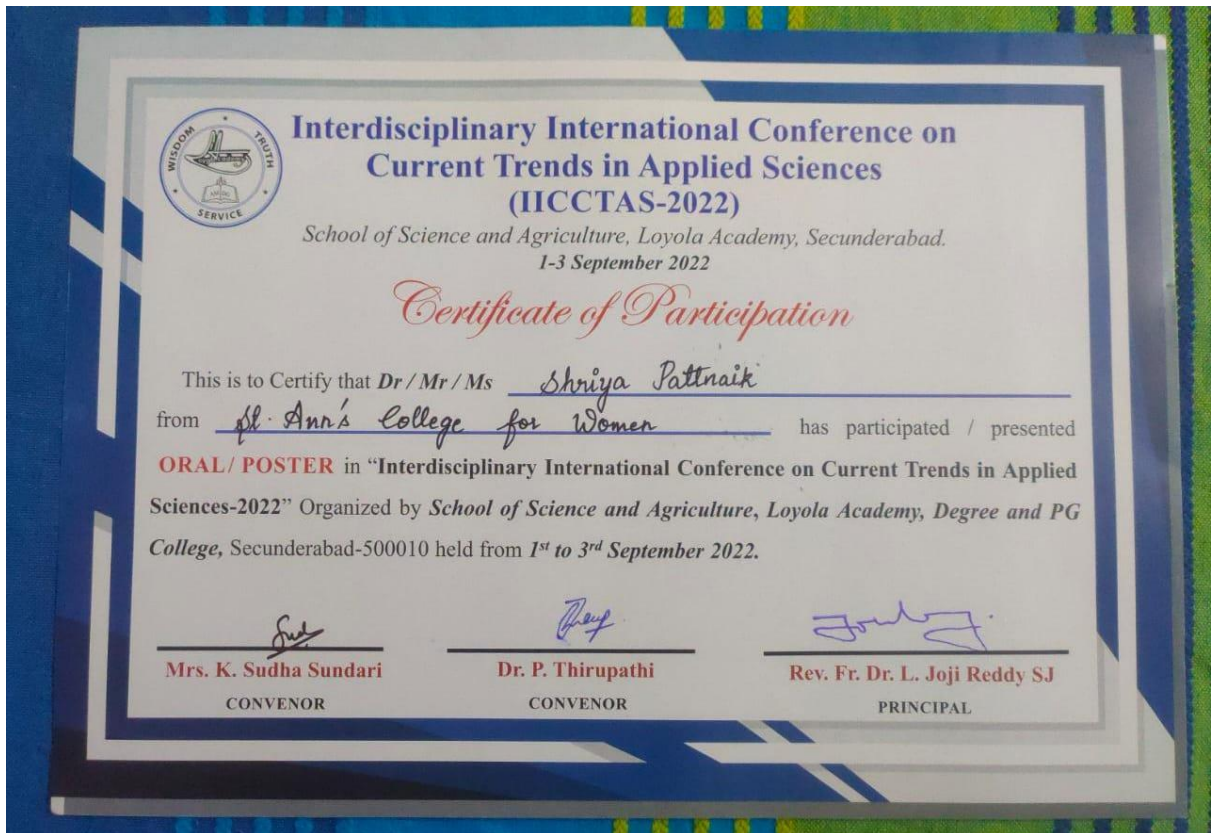 WISDOM TRUTH SERVICE
Interdisciplinary International Conference on
Current Trends in Applied Sciences
(IICCTAS-2022)
School of Science and Agriculture, Loyola Academy, Secunderabad.
1-3 September 2022
Certificate of Participation
This is to Certify that Dr / Mr / Ms Shriya Pattnaik
from St. Ann's College for Women has participated / presented
ORAL/ POSTER in “Interdisciplinary International Conference on Current Trends in Applied
Sciences-2022” Organized by School of Science and Agriculture, Loyola Academy, Degree and PG
College, Secunderabad-500010 held from 1st to 3rd September 2022.
Mrs. K. Sudha Sundari Dr. P. Thirupathi Rev. Fr. Dr. L. Joji Reddy SJ
CONVENOR CONVENOR PRINCIPAL